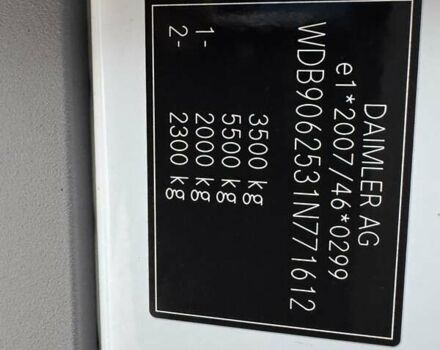 DAIMLER AG
e1*2007/46*0299
WDB9062531N771612
3500 kg
5500 kg
1- 2000 kg
2- 2300 kg